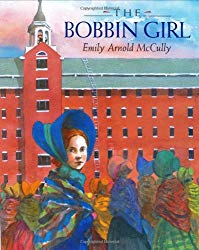 THE
BOBBIN GIRL
Emily Arnold McCully